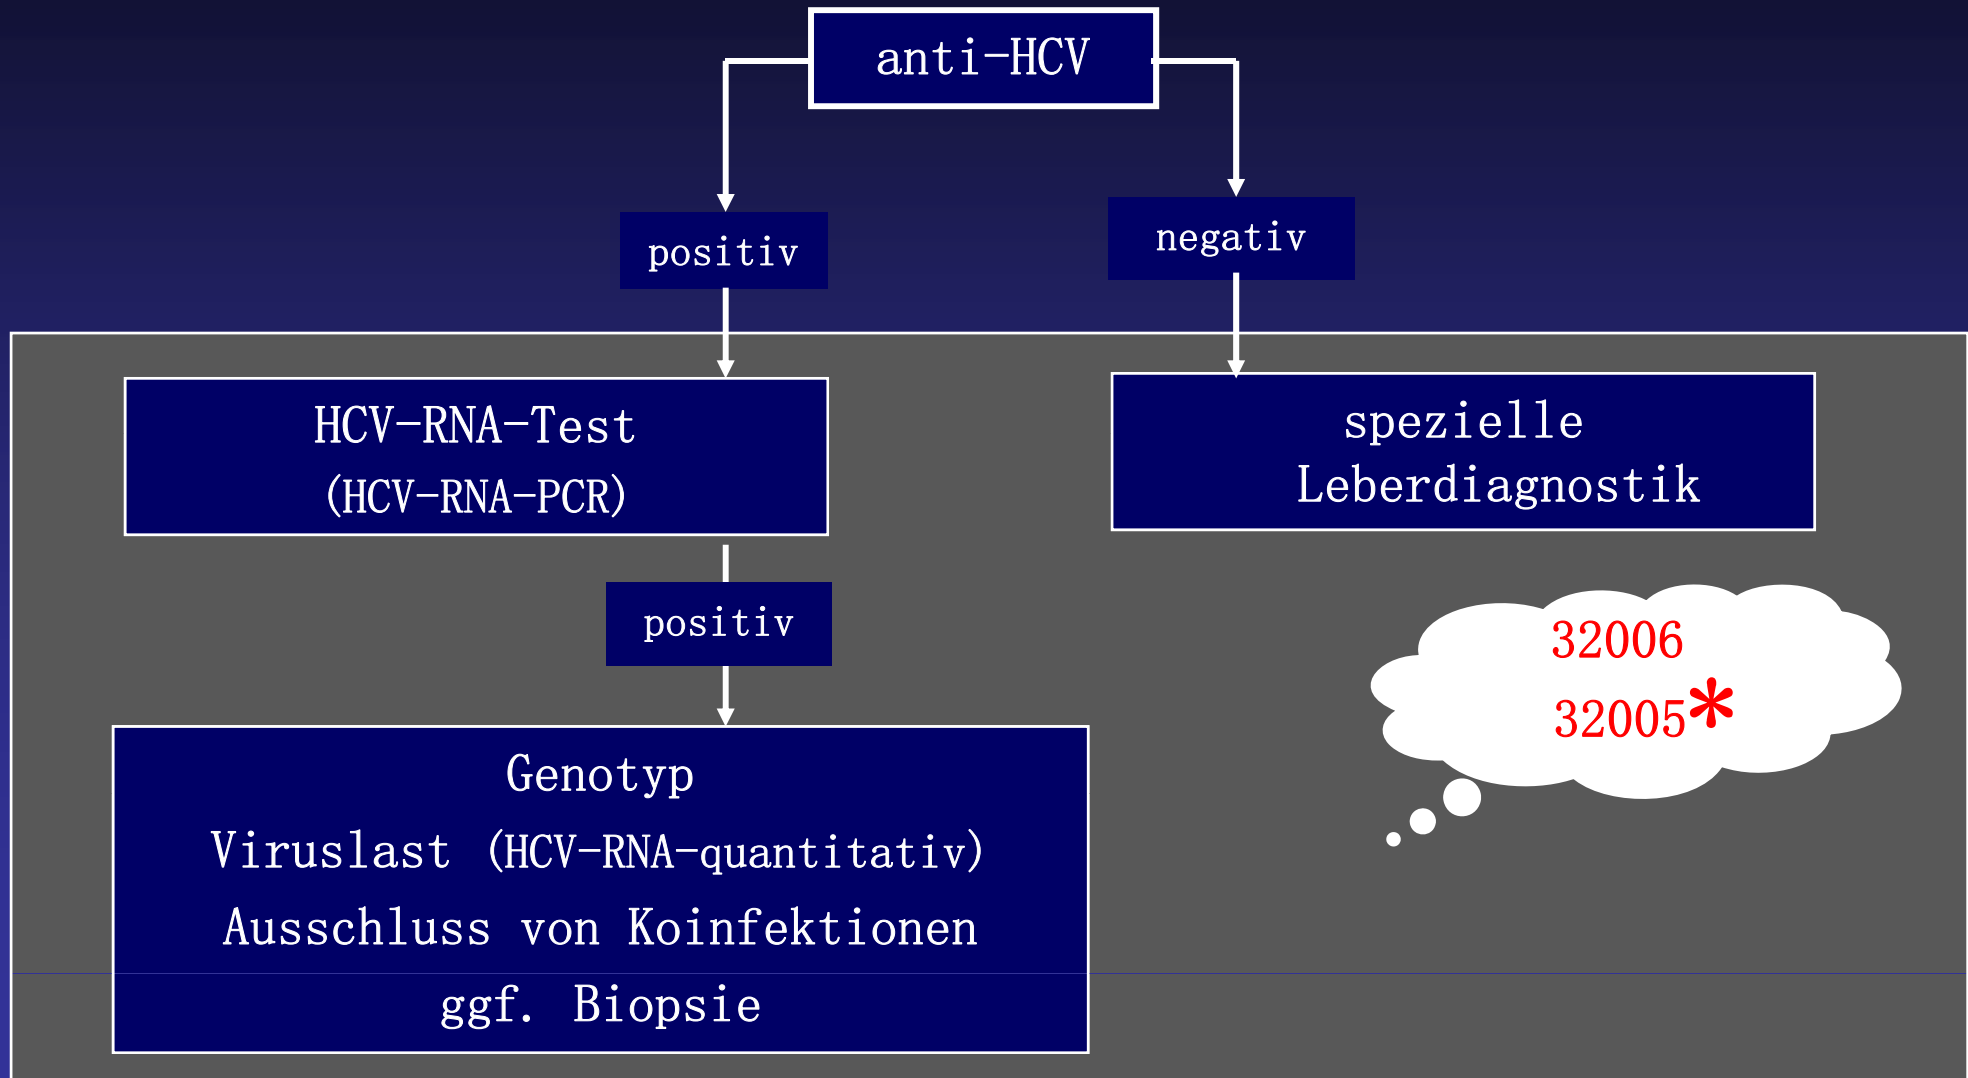 anti-HCV
positiv
negativ
HCV-RNA-Test
(HCV-RNA-PCR)
spezielle
Leberdiagnostik
positiv
32006
32005*
Genotyp
Viruslast (HCV-RNA-quantitativ)
Ausschluss von Koinfektionen
ggf. Biopsie